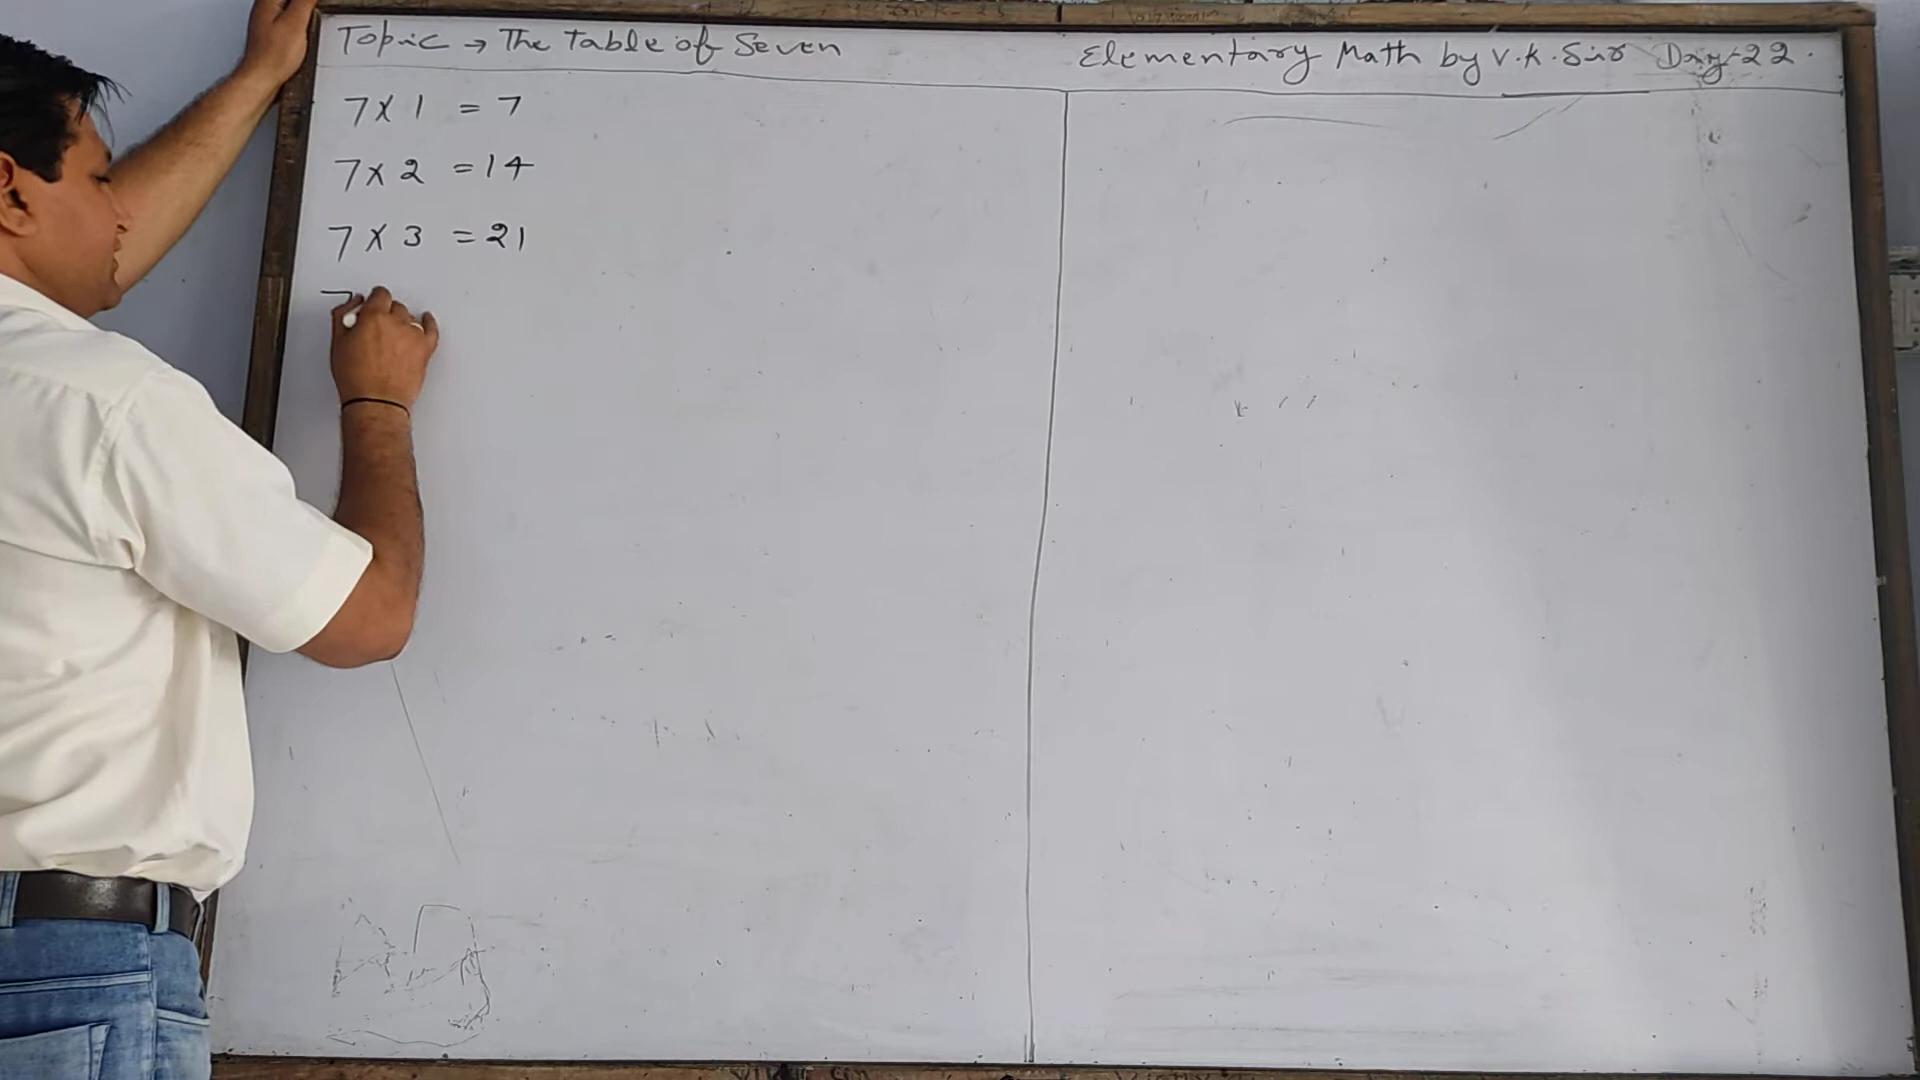 Topic → The Table of Seven
Elementary Math by V.K. Sir Day-22.
7 X 1 = 7
7 X 2 = 14
7 X 3 = 21
7